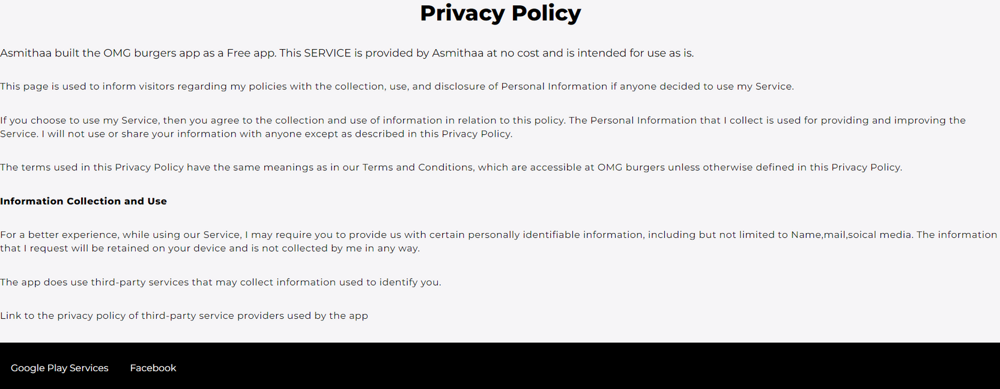 Privacy Policy
Asmithaa built the OMG burgers app as a Free app. This SERVICE is provided by Asmithaa at no cost and is intended for use as is.
This page is used to inform visitors regarding my policies with the collection, use, and disclosure of Personal Information if anyone decided to use my Service.
If you choose to use my Service, then you agree to the collection and use of information in relation to this policy. The Personal Information that I collect is used for providing and improving the
Service. I will not use or share your information with anyone except as described in this Privacy Policy.
The terms used in this Privacy Policy have the same meanings as in our Terms and Conditions, which are accessible at OMG burgers unless otherwise defined in this Privacy Policy.
Information Collection and Use
For a better experience, while using our Service, I may require you to provide us with certain personally identifiable information, including but not limited to Name,mail,soical media. The information
that I request will be retained on your device and is not collected by me in any way.
The app does use third-party services that may collect information used to identify you.
Link to the privacy policy of third-party service providers used by the app
Google Play Services Facebook